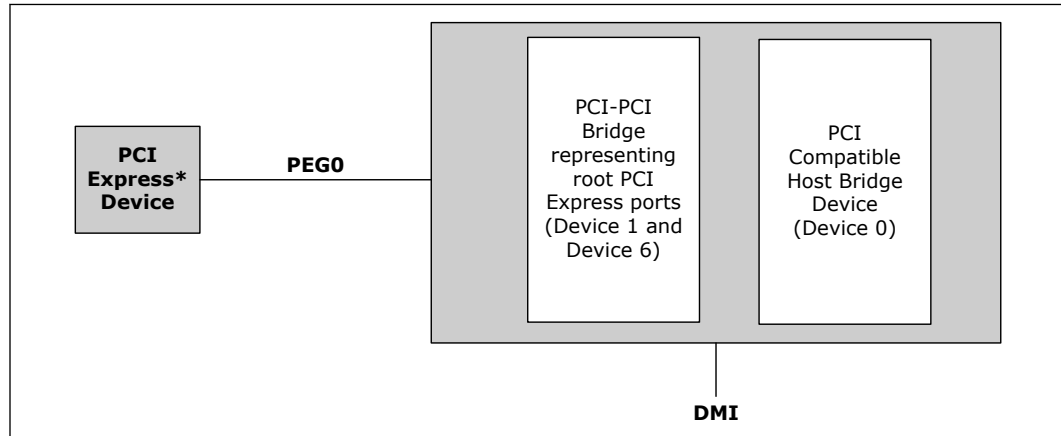 PCI
Express*
Device
PEG0
PCI-PCI
Bridge
representing
root PCI
Express ports
(Device 1 and
Device 6)
PCI
Compatible
Host Bridge
Device
(Device 0)
DMI